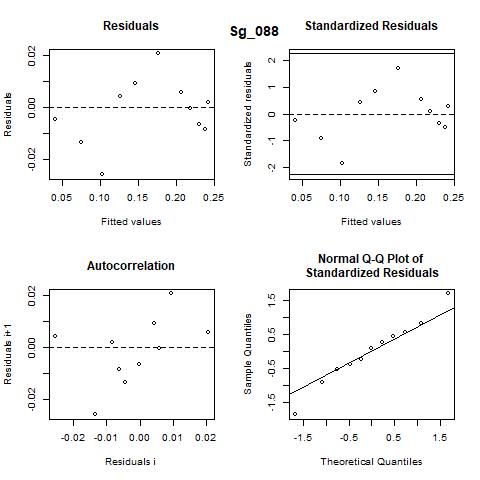 Sg_088
Residuals
Residuals
0.02
0.00
-0.02
0.05 0.10 0.15 0.20 0.25
Fitted values
Standardized Residuals
Standardized residuals
2
1
0
-1
-2
0.05 0.10 0.15 0.20 0.25
Fitted values
Autocorrelation
Residuals i+1
0.02
0.00
-0.02
-0.02 -0.01 0.00 0.01 0.02
Residuals i
Normal Q-Q Plot of
Standardized Residuals
Sample Quantiles
1.5
0.5
-0.5
-1.5
-1.5 -0.5 0.5 1.5
Theoretical Quantiles